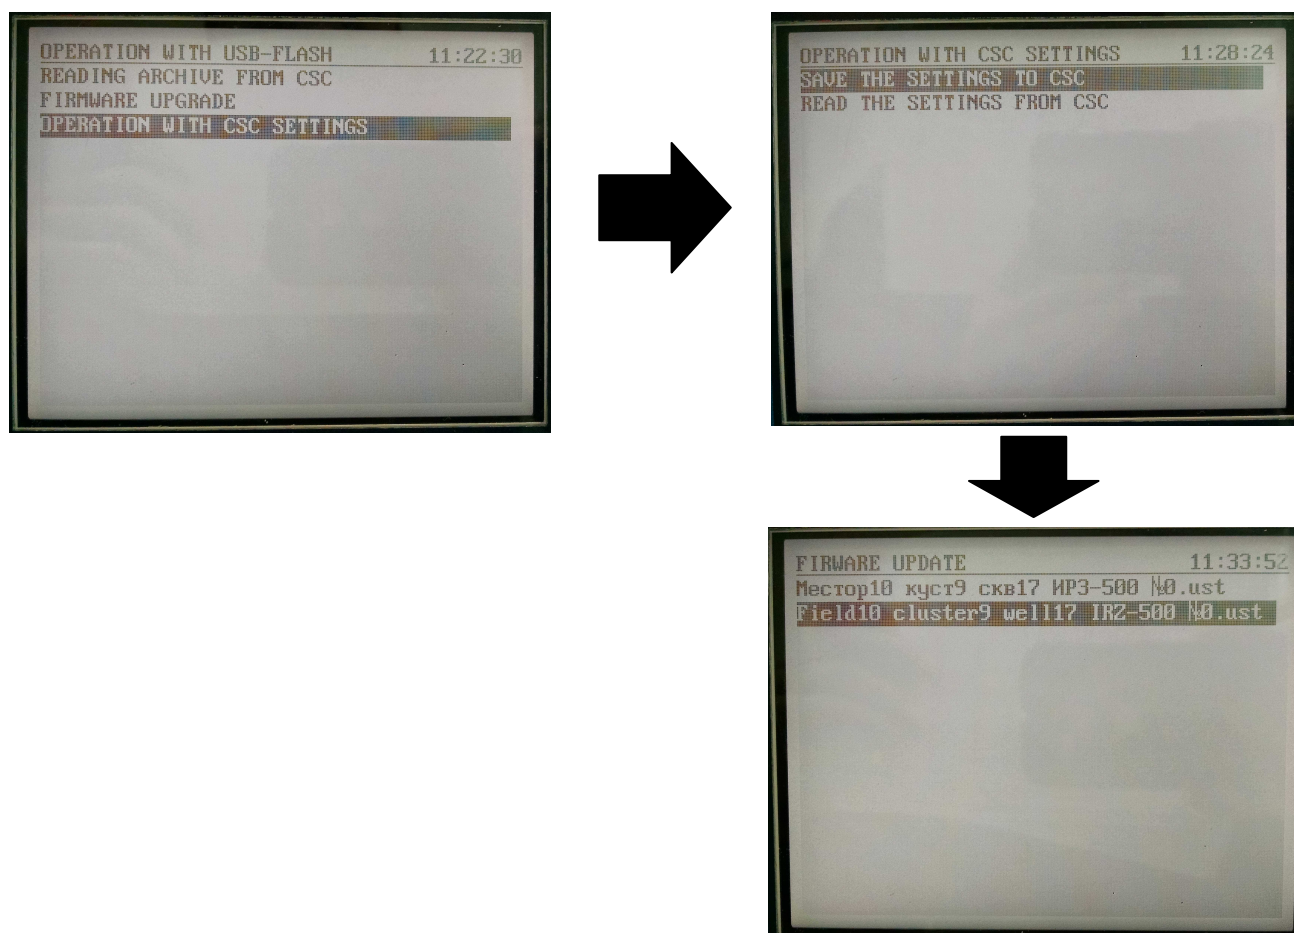 OPERATION WITH USB-FLASH 11:22:30
READING ARCHIVE FROM CSC
FIRMWARE UPGRADE
OPERATION WITH CSC SETTINGS
OPERATION WITH CSC SETTINGS 11:28:24
SAVE THE SETTINGS TO CSC
READ THE SETTINGS FROM CSC
FIRWARE UPDATE 11:33:52
Местор10 куст9 скв17 ИРЗ-500 №0.ust
Field10 cluster9 well17 IRZ-500 №0.ust